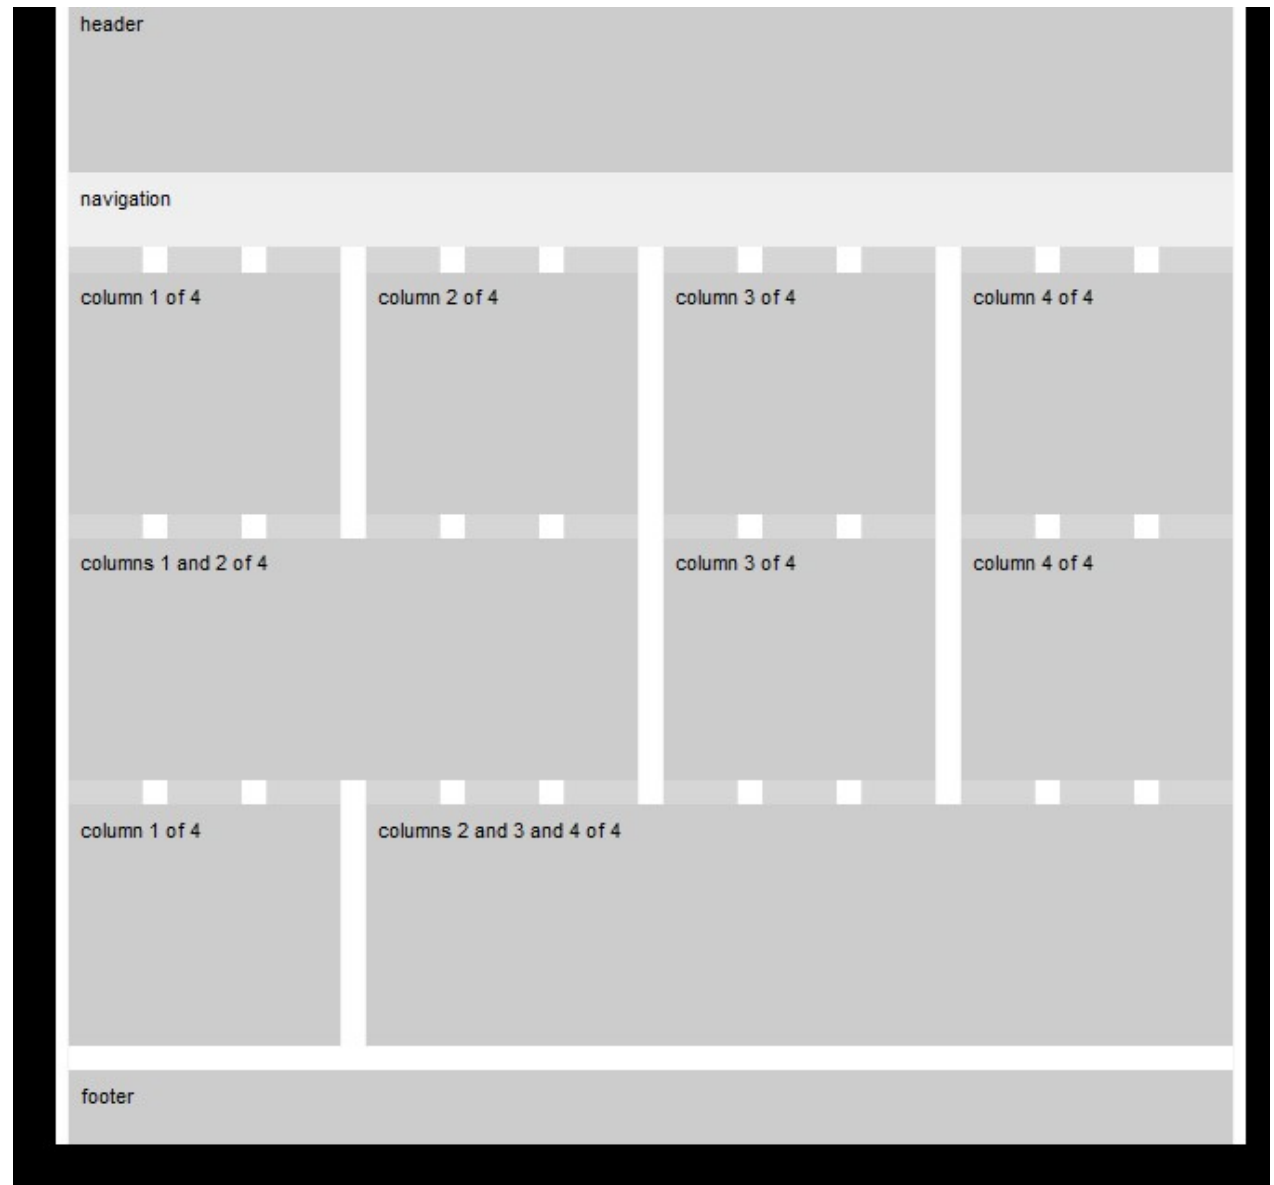 header
navigation
column 1 of 4
column 2 of 4
column 3 of 4
column 4 of 4
columns 1 and 2 of 4
column 3 of 4
column 4 of 4
column 1 of 4
columns 2 and 3 and 4 of 4
footer